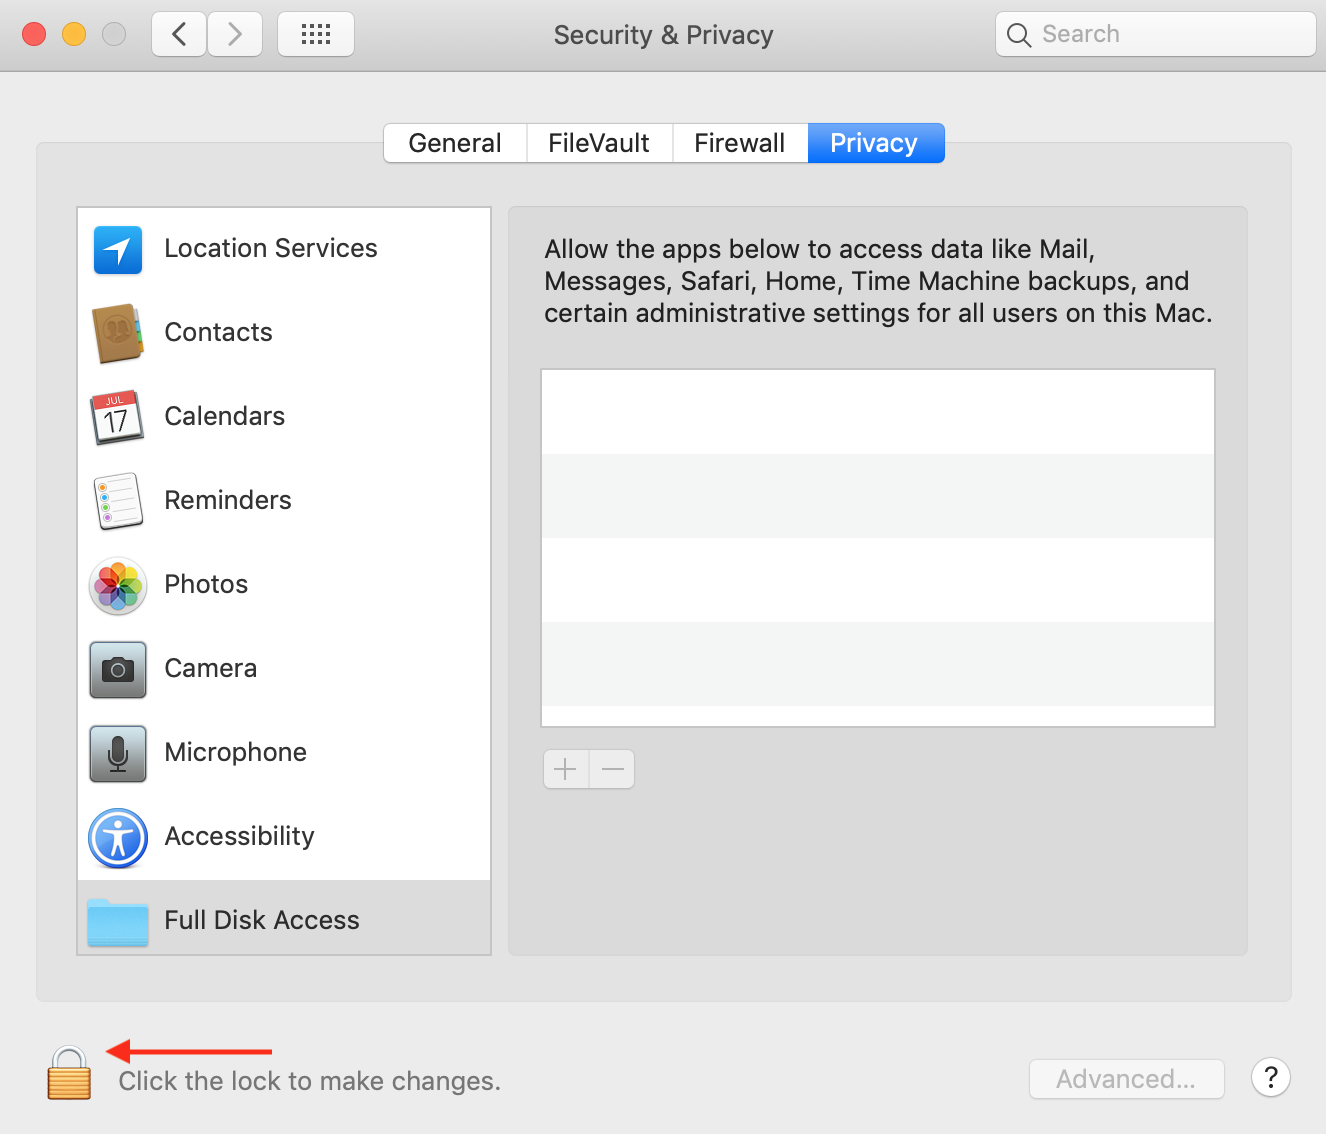 Security & Privacy
Search
General
FileVault
Firewall
Privacy
Location Services
Contacts
JUL
17
Calendars
Reminders
Photos
Camera
Microphone
Accessibility
Full Disk Access
Allow the apps below to access data like Mail,
Messages, Safari, Home, Time Machine backups, and
certain administrative settings for all users on this Mac.
Click the lock to make changes.
Advanced...
?